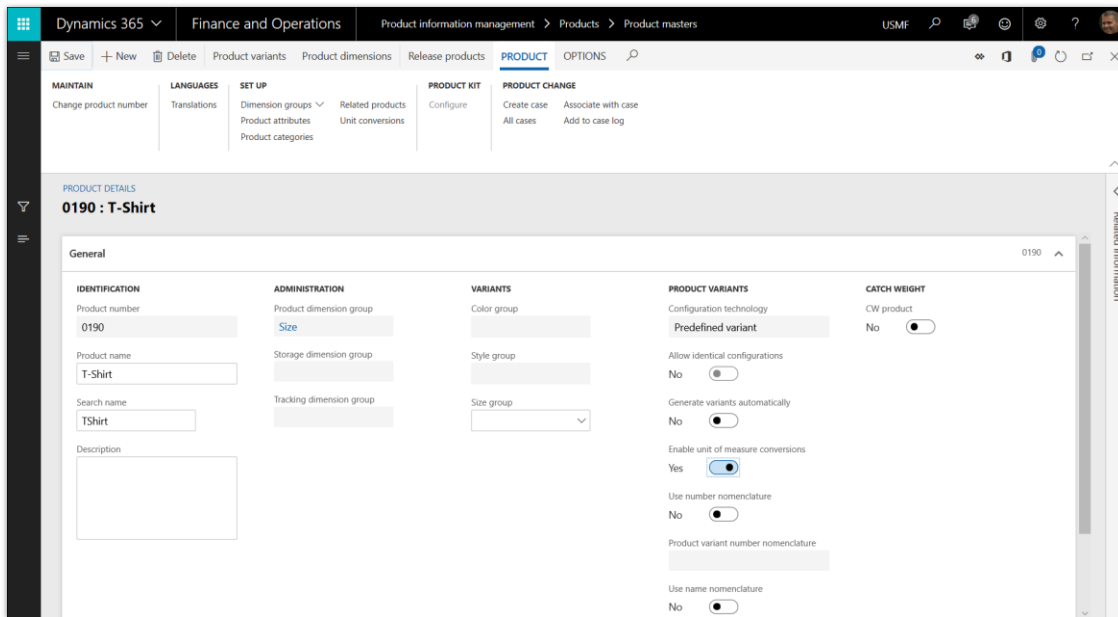 Dynamics 365 Finance and Operations Product information management > Products > Product masters USMF 6 ?
Save + New Delete Product variants Product dimensions Release products PRODUCT OPTIONS 0
MAINTAIN LANGUAGES SET UP PRODUCT KIT PRODUCT CHANGE
Change product number Translations Dimension groups Related products Configure Create case Associate with case
Product attributes Unit conversions All cases Add to case log
Product categories
PRODUCT DETAILS
0190 : T-Shirt
Related information
General 0190
IDENTIFICATION
Product number
0190
Product name
T-Shirt
Search name
TShirt
Description
ADMINISTRATION
Product dimension group
Size
Storage dimension group
Tracking dimension group
VARIANTS
Color group
Style group
Size group
PRODUCT VARIANTS
Configuration technology
Predefined variant
Allow identical configurations
No
Generate variants automatically
No
Enable unit of measure conversions
Yes
Use number nomenclature
No
Product variant number nomenclature
Use name nomenclature
No
CATCH WEIGHT
CW product
No